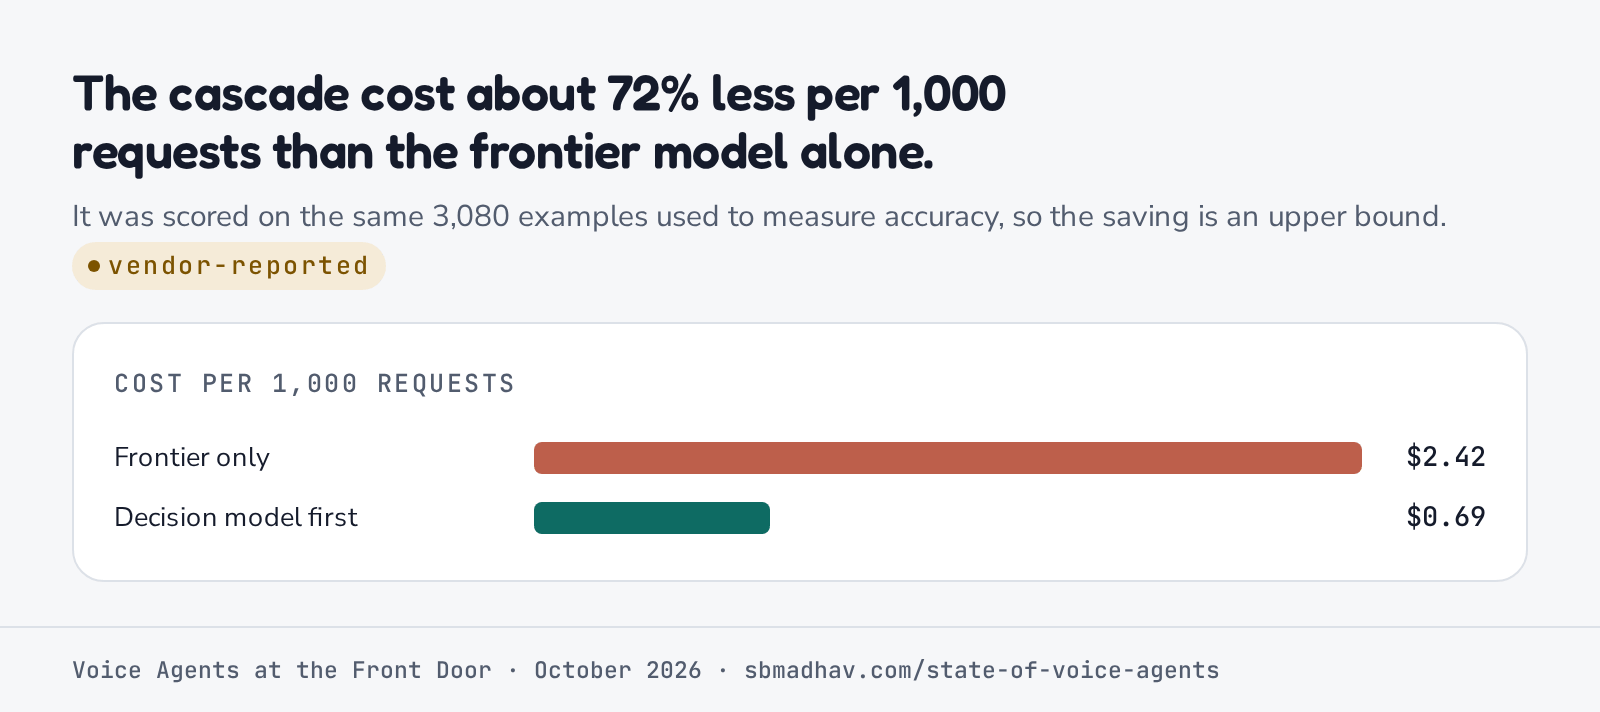 The cascade cost about 72% less per 1,000
requests than the frontier model alone.
It was scored on the same 3,080 examples used to measure accuracy, so the saving is an upper bound.
vendor-reported
COST PER 1,000 REQUESTS
Frontier only $2.42
Decision model first $0.69
Voice Agents at the Front Door · October 2026 · sbmadhav.com/state-of-voice-agents